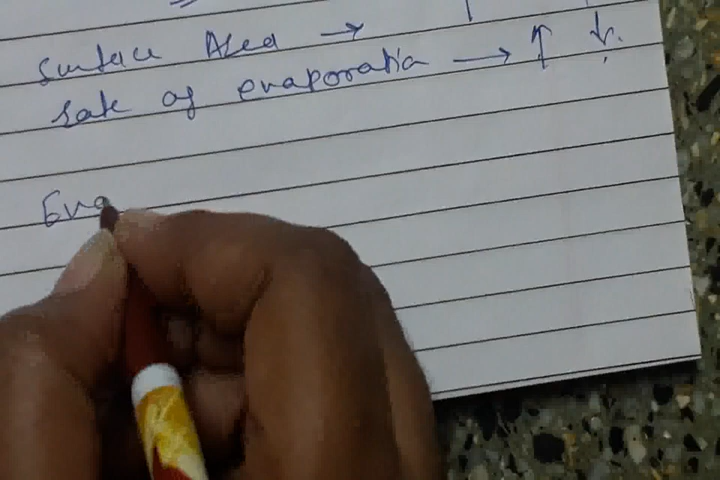 Surface Area → ↑ ↓
rate of evaporation → ↑ ↓.
Eva